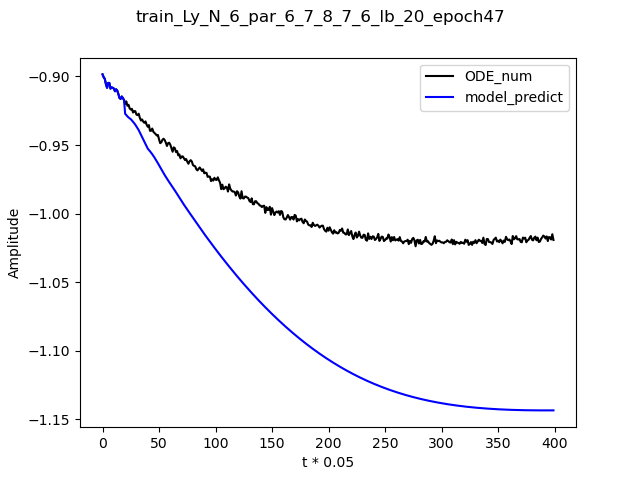 train_Ly_N_6_par_6_7_8_7_6_lb_20_epoch47
ODE_num
model_predict
Amplitude
−0.90
−0.95
−1.00
−1.05
−1.10
−1.15
0 50 100 150 200 250 300 350 400
t * 0.05